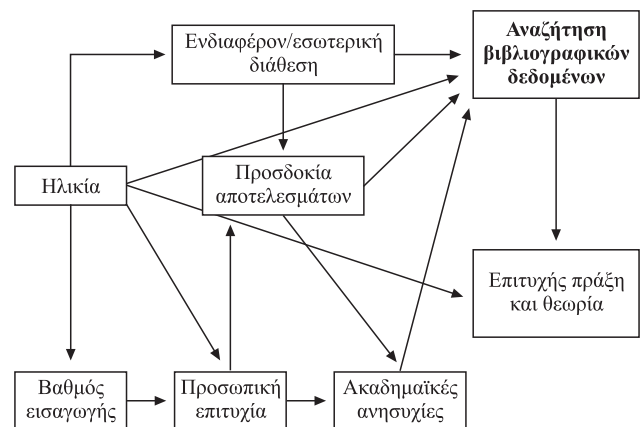 Ενδιαφέρον/εσωτερική
διάθεση
Αναζήτηση
βιβλιογραφικών
δεδομένων
Ηλικία
Προσδοκία
αποτελεσμάτων
Επιτυχής πράξη
και θεωρία
Βαθμός
εισαγωγής
Προσωπική
επιτυχία
Ακαδημαϊκές
ανησυχίες